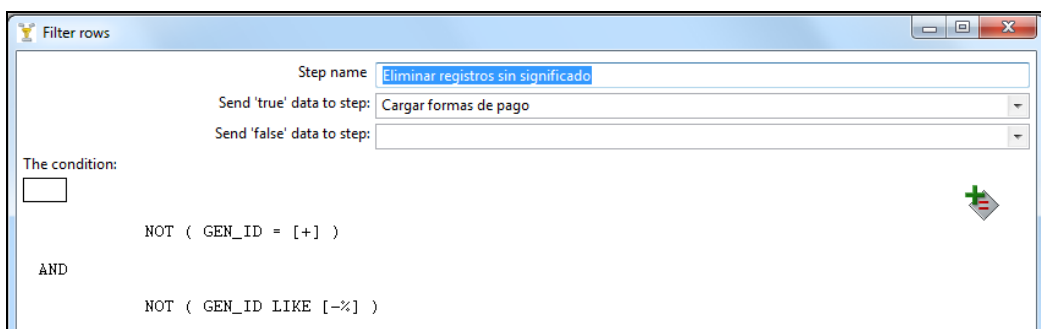 Filter rows
Step name Eliminar registros sin significado
Send 'true' data to step: Cargar formas de pago
Send 'false' data to step:
The condition:
NOT ( GEN_ID = [+] )
AND
NOT ( GEN_ID LIKE [-%] )